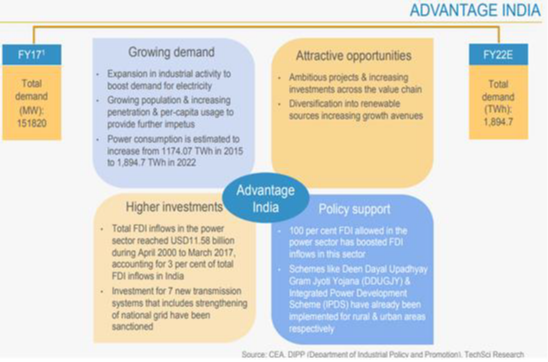 ADVANTAGE INDIA
FY17¹
Total
demand
(MW):
151820
Growing demand
- Expansion in industrial activity to
boost demand for electricity
- Growing population & increasing
penetration & per-capita usage to
provide further impetus
- Power consumption is estimated to
increase from 1174.07 TWh in 2015
to 1,894.7 TWh in 2022
Attractive opportunities
- Ambitious projects & increasing
investments across the value chain
- Diversification into renewable
sources increasing growth avenues
FY22E
Total
demand
(TWh):
1,894.7
Advantage
India
Higher investments
- Total FDI inflows in the power
sector reached USD11.58 billion
during April 2000 to March 2017,
accounting for 3 per cent of total
FDI inflows in India
- Investment for 7 new transmission
systems that includes strengthening
of national grid have been
sanctioned
Policy support
- 100 per cent FDI allowed in the
power sector has boosted FDI
inflows in this sector
- Schemes like Deen Dayal Upadhyay
Gram Jyoti Yojana (DDUGJY) &
Integrated Power Development
Scheme (IPDS) have already been
implemented for rural & urban areas
respectively
Source: CEA, DIPP (Department of Industrial Policy and Promotion), TechSci Research